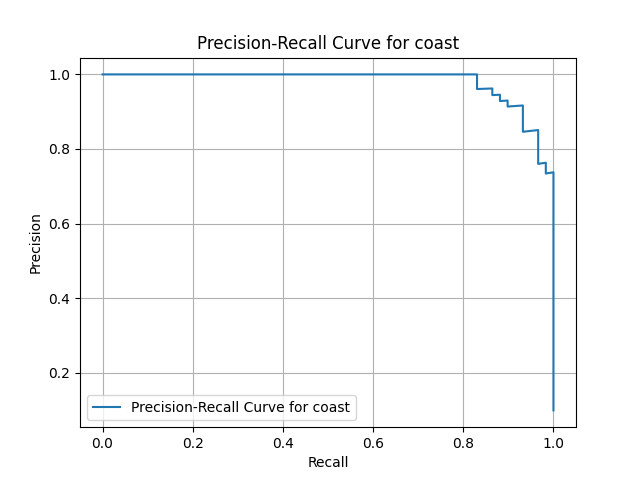 Precision-Recall Curve for coast
1.0
0.8
0.6
0.4
0.2
Precision
Precision-Recall Curve for coast
0.0 0.2 0.4 0.6 0.8 1.0
Recall